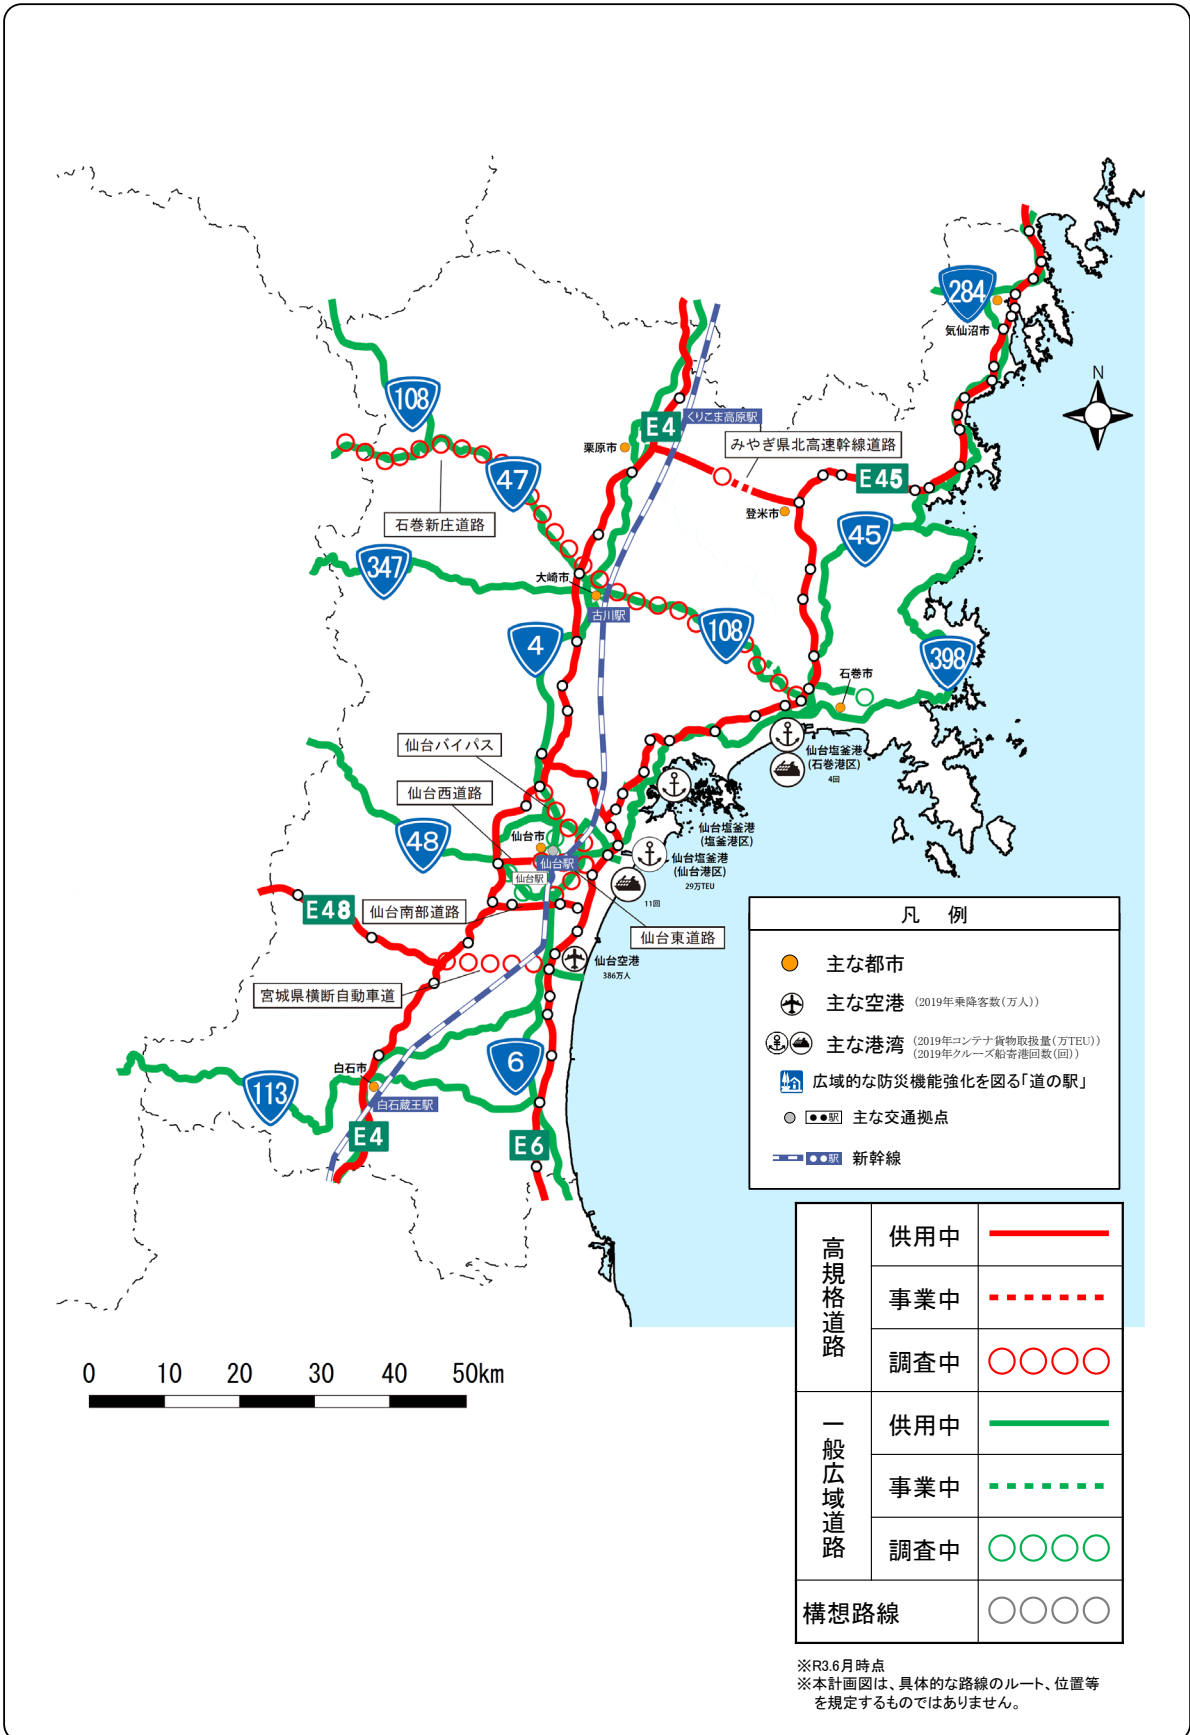 284
気仙沼市
N
108
くりこま高原駅
E4
栗原市
みやぎ県北高速幹線道路
47
E45
登米市
石巻新庄道路
45
347
大崎市
古川駅
108
4
398
石巻市
仙台バイパス
仙台塩釜港
(石巻港区)
4回
仙台西道路
48
仙台市
仙台塩釜港
(塩釜港区)
仙台駅
仙台駅
仙台塩釜港
(仙台港区)
29万TEU
11回
E48
仙台南部道路
仙台東道路
仙台空港
386万人
宮城県横断自動車道
6
白石市
113
白石蔵王駅
E4
E6
凡 例
主な都市
主な空港 (2019年乗降客数(万人))
主な港湾 (2019年コンテナ貨物取扱量(万TEU))
(2019年クルーズ船寄港回数(回))
広域的な防災機能強化を図る「道の駅」
●●駅 主な交通拠点
●●駅 新幹線
高規格道路
供用中
事業中
調査中
一般広域道路
供用中
事業中
調査中
構想路線
0 10 20 30 40 50km
※R3.6月時点
※本計画図は、具体的な路線のルート、位置等
を規定するものではありません。